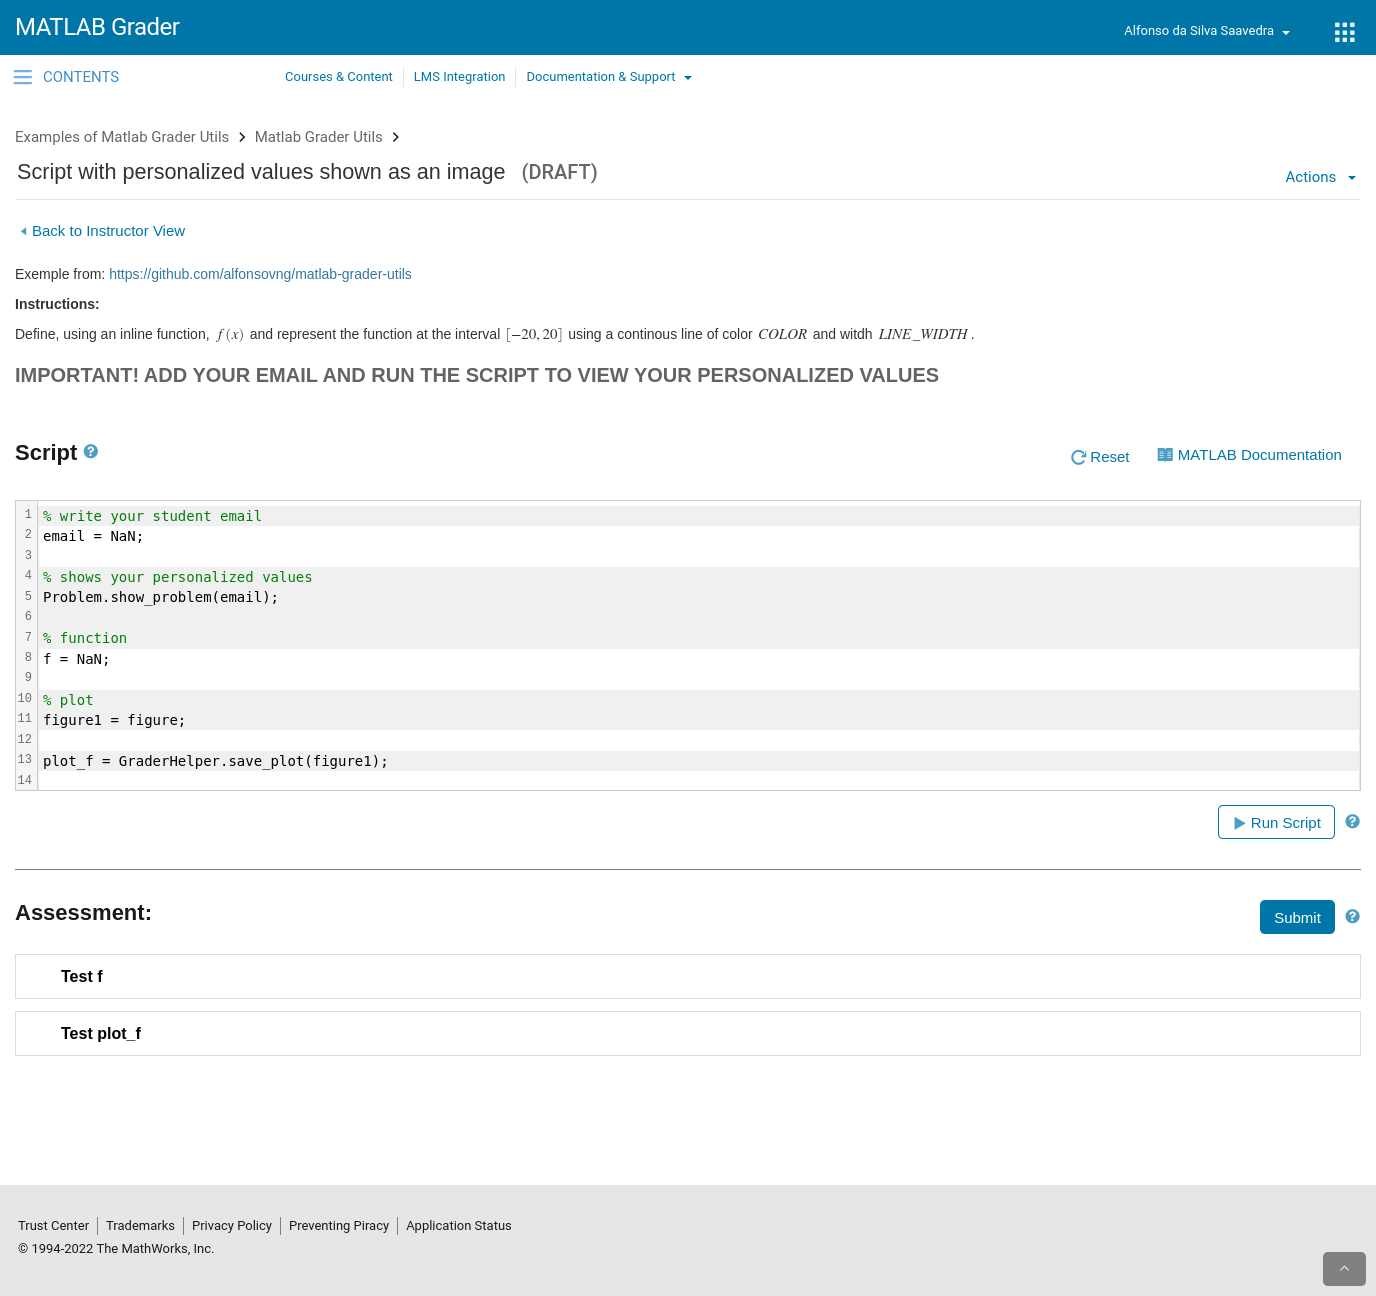 MATLAB Grader
Alfonso da Silva Saavedra
CONTENTS
Courses & Content
LMS Integration
Documentation & Support
Examples of Matlab Grader Utils > Matlab Grader Utils >
Script with personalized values shown as an image (DRAFT)
Actions
Back to Instructor View
Exemple from: https://github.com/alfonsovng/matlab-grader-utils
Instructions:
Define, using an inline function, f(x) and represent the function at the interval [−20, 20] using a continous line of color COLOR and witdh LINE_WIDTH.
IMPORTANT! ADD YOUR EMAIL AND RUN THE SCRIPT TO VIEW YOUR PERSONALIZED VALUES
Script ?
Reset
MATLAB Documentation
1 % write your student email
2 email = NaN;
3
4 % shows your personalized values
5 Problem.show_problem(email);
6
7 % function
8 f = NaN;
9
10 % plot
11 figure1 = figure;
12
13 plot_f = GraderHelper.save_plot(figure1);
14
Run Script ?
Assessment:
Submit ?
Test f
Test plot_f
Trust Center
Trademarks
Privacy Policy
Preventing Piracy
Application Status
© 1994-2022 The MathWorks, Inc.